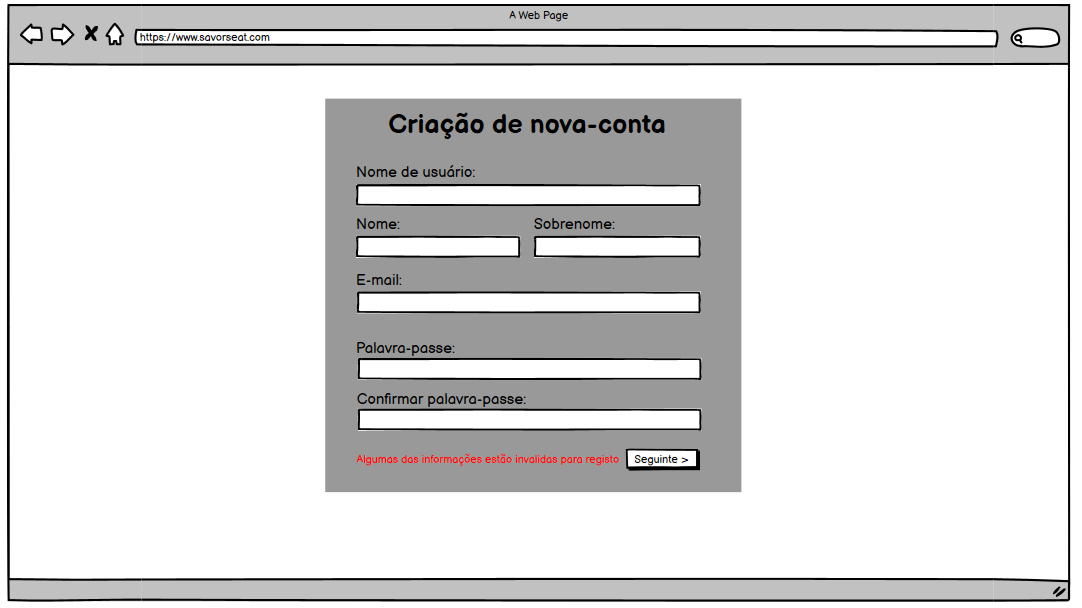 A Web Page
https://www.savorseat.com
Criação de nova-conta
Nome de usuário:
Nome: Sobrenome:
E-mail:
Palavra-passe:
Confirmar palavra-passe:
Algumas das informações estão invalidas para registo Seguinte >